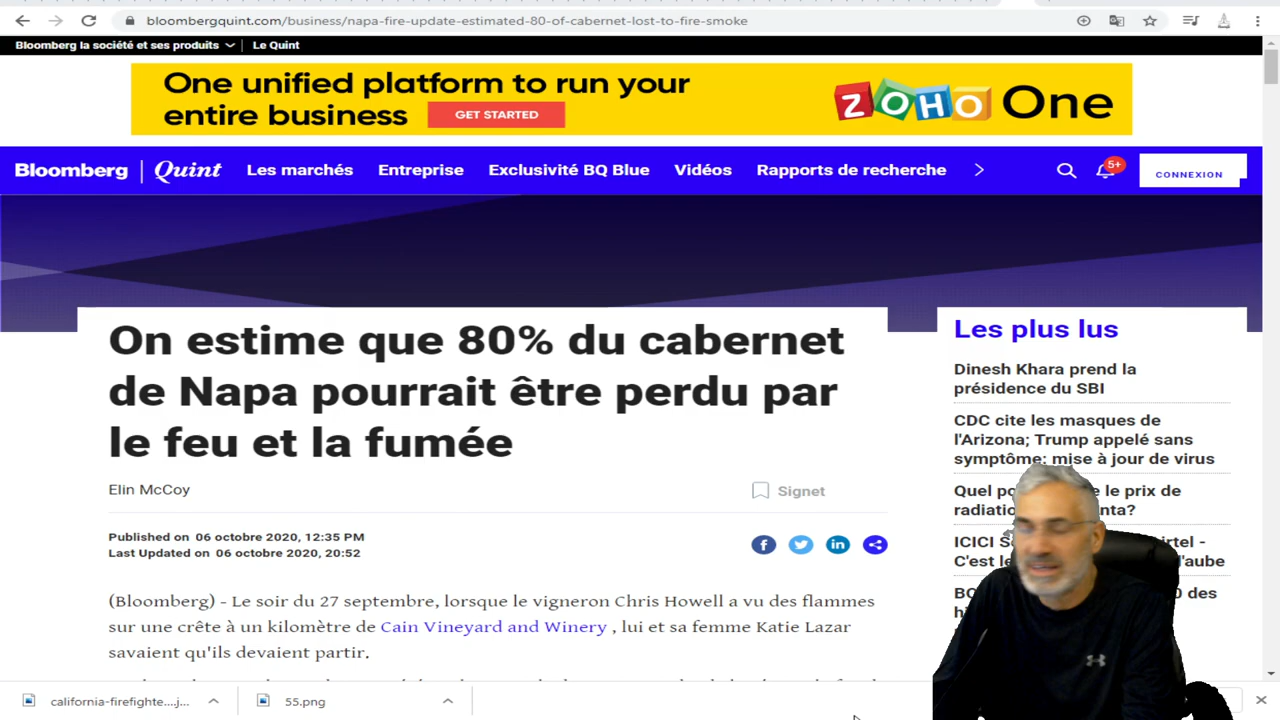 bloombergquint.com/business/napa-fire-update-estimated-80-of-cabernet-lost-to-fire-smoke
Bloomberg la société et ses produits | Le Quint
One unified platform to run your
entire business GET STARTED
ZOHO One
Bloomberg | Quint Les marchés Entreprise Exclusivité BQ Blue Vidéos Rapports de recherche > 5+ CONNEXION
On estime que 80% du cabernet
de Napa pourrait être perdu par
le feu et la fumée
Elin McCoy
Signet
Published on 06 octobre 2020, 12:35 PM
Last Updated on 06 octobre 2020, 20:52
(Bloomberg) - Le soir du 27 septembre, lorsque le vigneron Chris Howell a vu des flammes
sur une crête à un kilomètre de Cain Vineyard and Winery , lui et sa femme Katie Lazar
savaient qu'ils devaient partir.
Les plus lus
Dinesh Khara prend la
présidence du SBI
CDC cite les masques de
l'Arizona; Trump appelé sans
symptôme: mise à jour de virus
Quel le prix de
ICICI
C'est
des
california-firefighte....j...
55.png